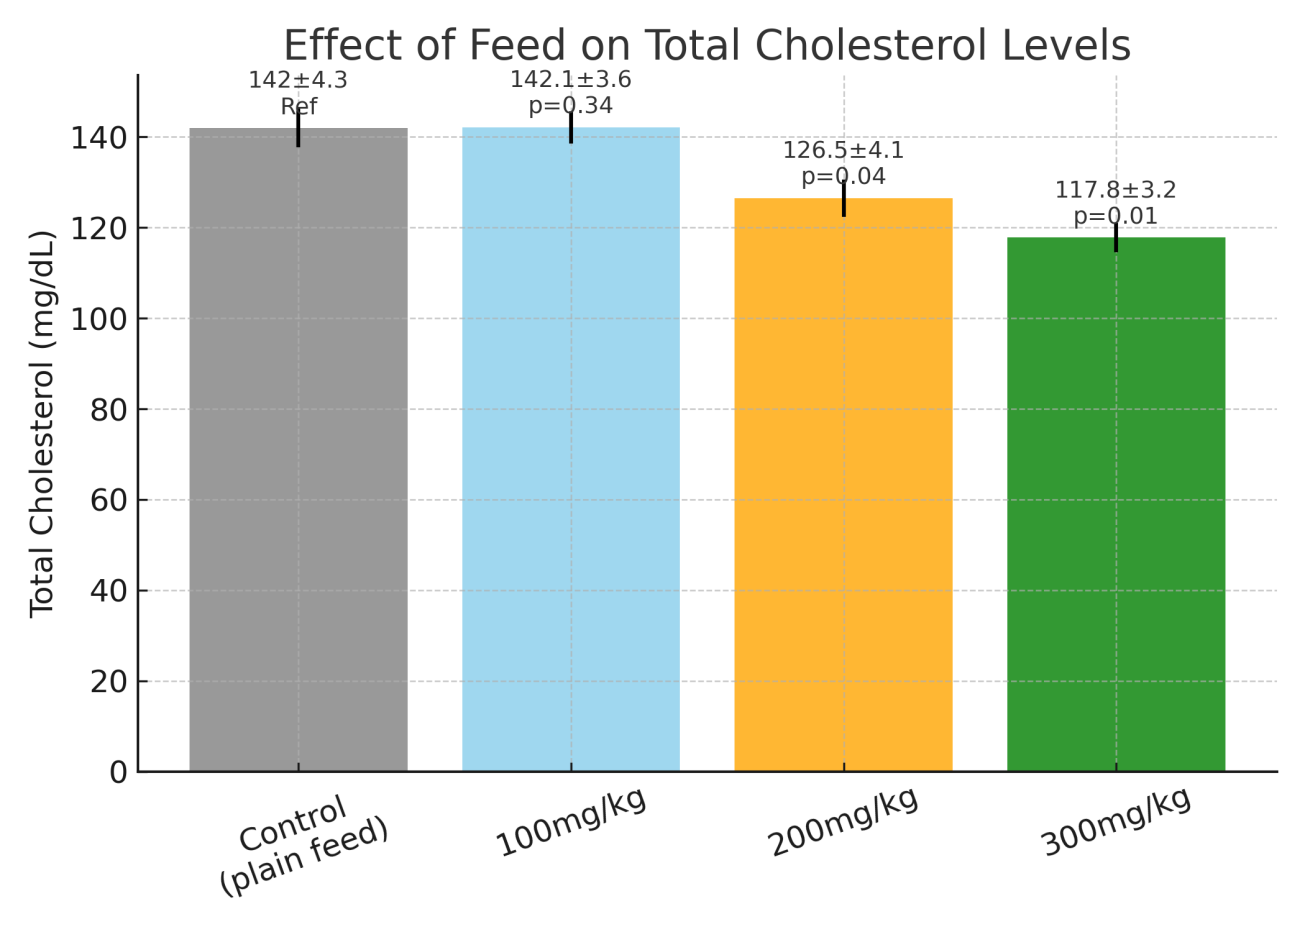 Effect of Feed on Total Cholesterol Levels
142±4.3
Ref
142.1±3.6
p=0.34
126.5±4.1
p=0.04
117.8±3.2
p=0.01
Total Cholesterol (mg/dL)
140
120
100
80
60
40
20
0
Control
(plain feed)
100mg/kg
200mg/kg
300mg/kg